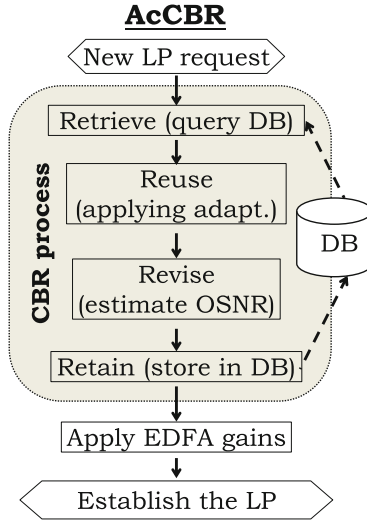 AcCBR
New LP request
CBR process
Retrieve (query DB)
Reuse
(applying adapt.)
DB
Revise
(estimate OSNR)
Retain (store in DB)
Apply EDFA gains
Establish the LP